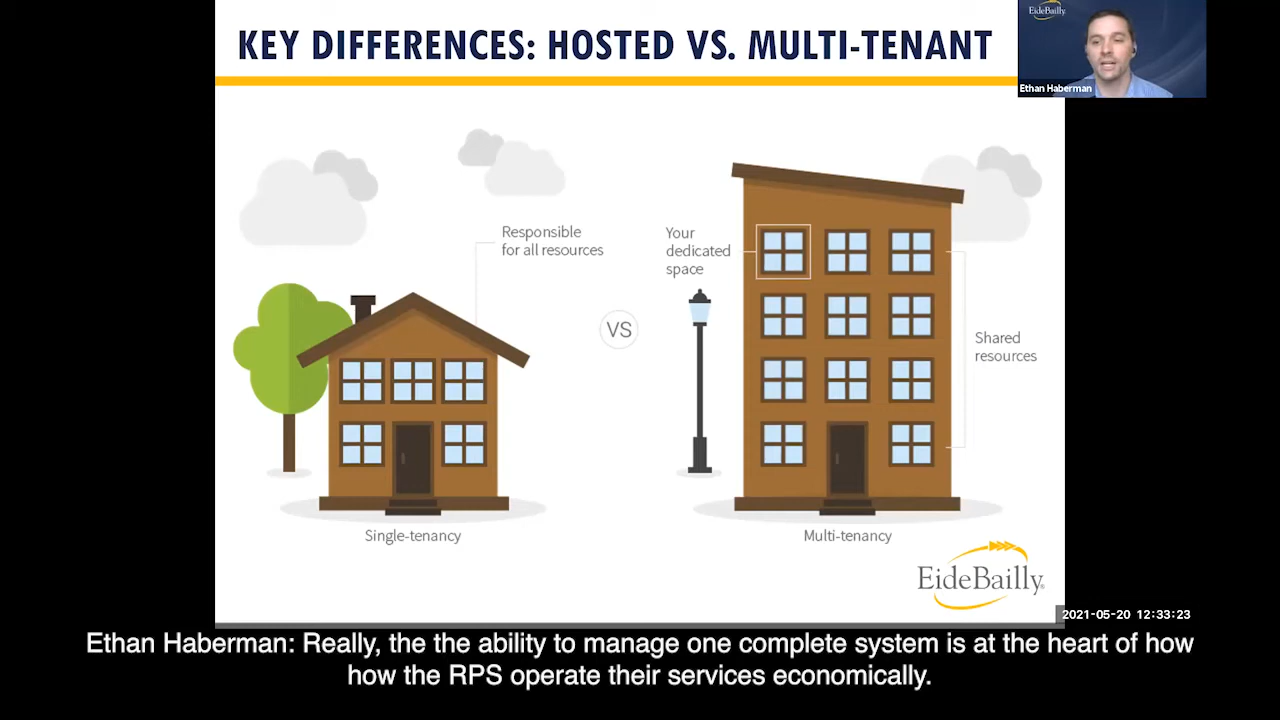 KEY DIFFERENCES: HOSTED VS. MULTI-TENANT
EideBailly
Ethan Haberman
Responsible
for all resources
Your
dedicated
space
VS
Shared
resources
Single-tenancy
Multi-tenancy
EideBailly
2021-05-20 12:33:23
Ethan Haberman: Really, the the ability to manage one complete system is at the heart of how
how the RPS operate their services economically.